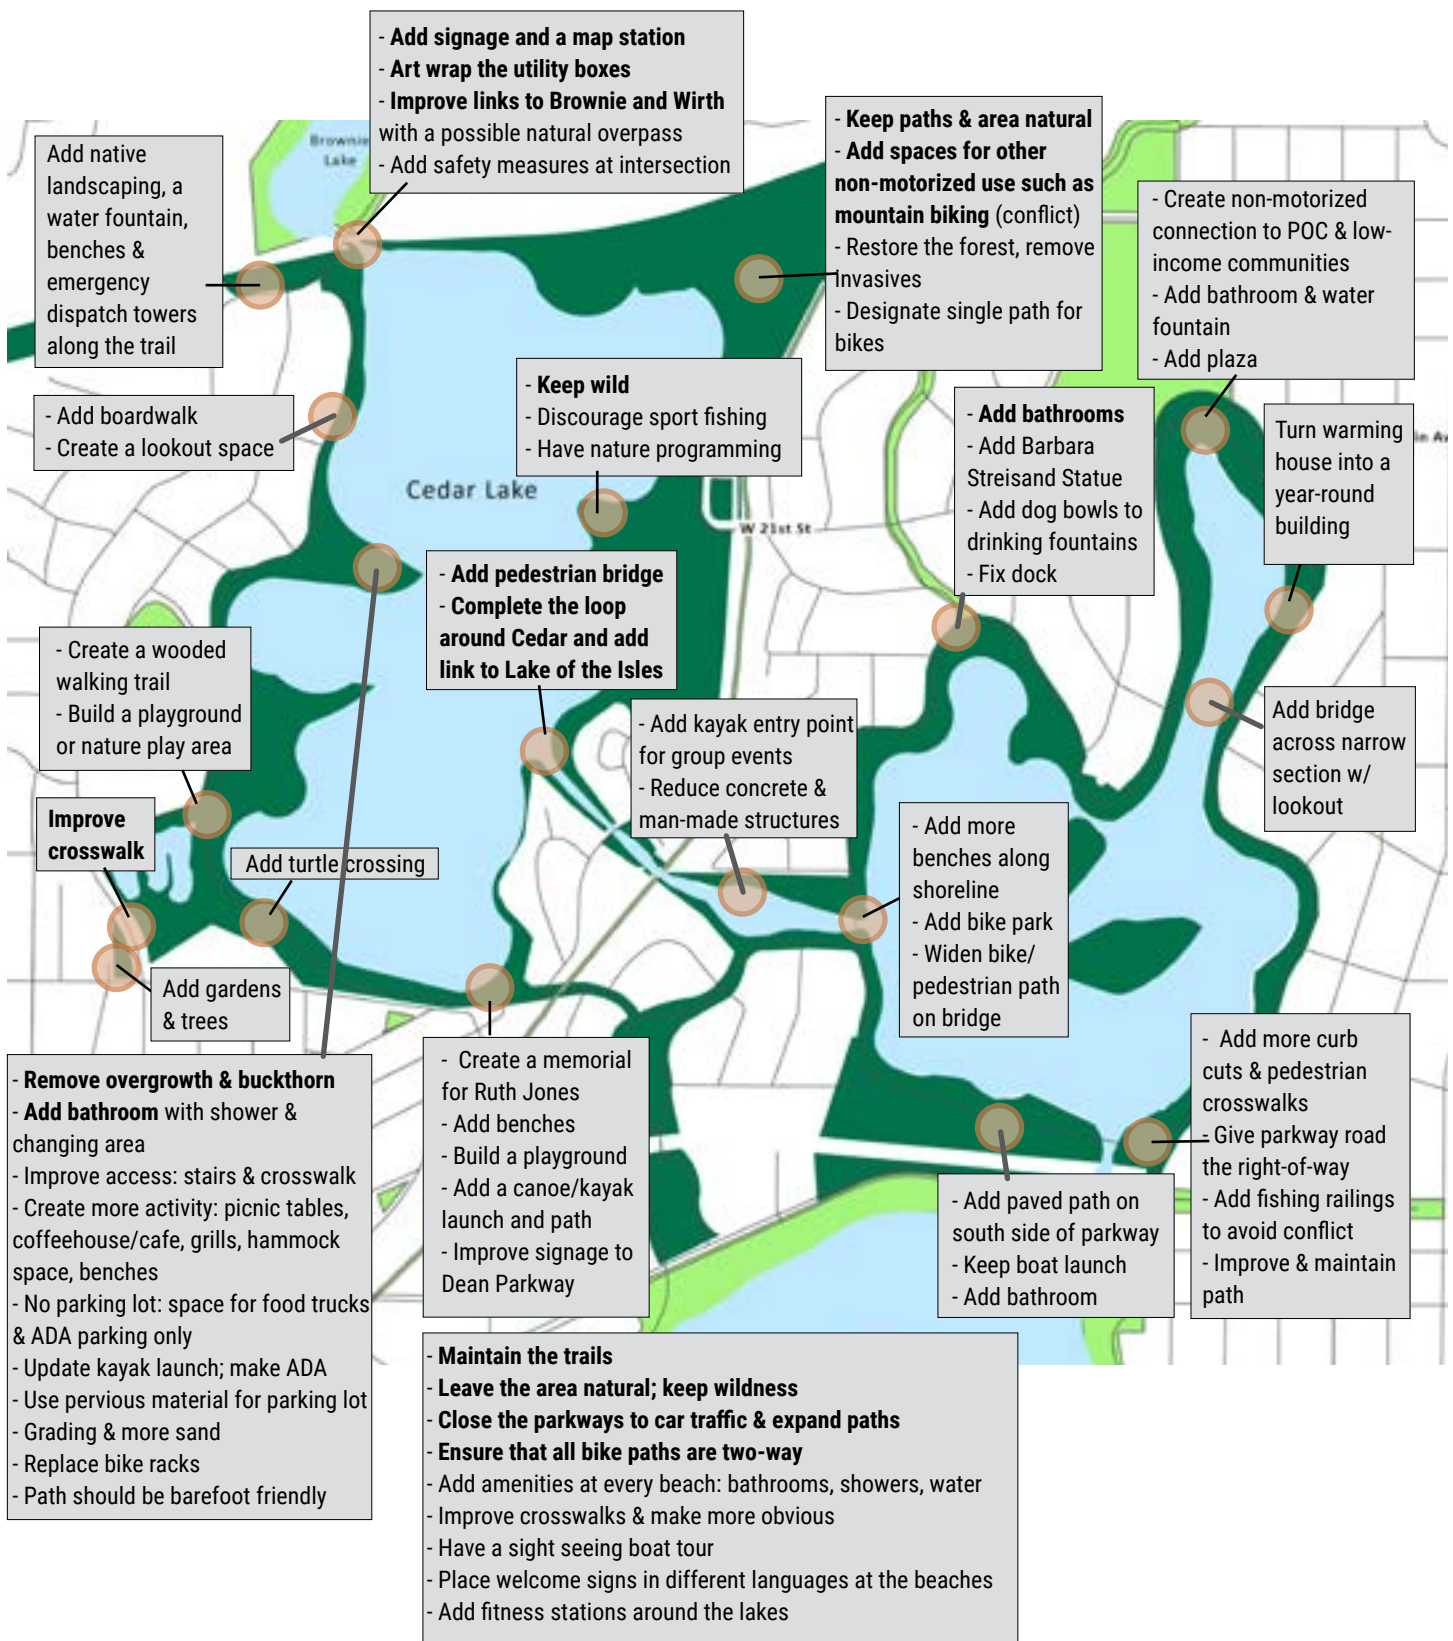 - Add signage and a map station
- Art wrap the utility boxes
- Improve links to Brownie and Wirth
with a possible natural overpass
- Add safety measures at intersection
Brownie
Lake
Add native
landscaping, a
water fountain,
benches &
emergency
dispatch towers
along the trail
- Keep paths & area natural
- Add spaces for other
non-motorized use such as
mountain biking (conflict)
- Restore the forest, remove
invasives
- Designate single path for
bikes
- Create non-motorized
connection to POC & low-
income communities
- Add bathroom & water
fountain
- Add plaza
- Add boardwalk
- Create a lookout space
- Keep wild
- Discourage sport fishing
- Have nature programming
- Add bathrooms
- Add Barbara
Streisand Statue
- Add dog bowls to
drinking fountains
- Fix dock
Turn warming
house into a
year-round
building
Cedar Lake
W 21st St
- Add pedestrian bridge
- Complete the loop
around Cedar and add
link to Lake of the Isles
- Create a wooded
walking trail
- Build a playground
or nature play area
- Add kayak entry point
for group events
- Reduce concrete &
man-made structures
Add bridge
across narrow
section w/
lookout
Improve
crosswalk
Add turtle crossing
- Add more
benches along
shoreline
- Add bike park
- Widen bike/
pedestrian path
on bridge
Add gardens
& trees
- Remove overgrowth & buckthorn
- Add bathroom with shower &
changing area
- Improve access: stairs & crosswalk
- Create more activity: picnic tables,
coffeehouse/cafe, grills, hammock
space, benches
- No parking lot: space for food trucks
& ADA parking only
- Update kayak launch; make ADA
- Use pervious material for parking lot
- Grading & more sand
- Replace bike racks
- Path should be barefoot friendly
- Create a memorial
for Ruth Jones
- Add benches
- Build a playground
- Add a canoe/kayak
launch and path
- Improve signage to
Dean Parkway
- Add paved path on
south side of parkway
- Keep boat launch
- Add bathroom
- Add more curb
cuts & pedestrian
crosswalks
- Give parkway road
the right-of-way
- Add fishing railings
to avoid conflict
- Improve & maintain
path
- Maintain the trails
- Leave the area natural; keep wildness
- Close the parkways to car traffic & expand paths
- Ensure that all bike paths are two-way
- Add amenities at every beach: bathrooms, showers, water
- Improve crosswalks & make more obvious
- Have a sight seeing boat tour
- Place welcome signs in different languages at the beaches
- Add fitness stations around the lakes